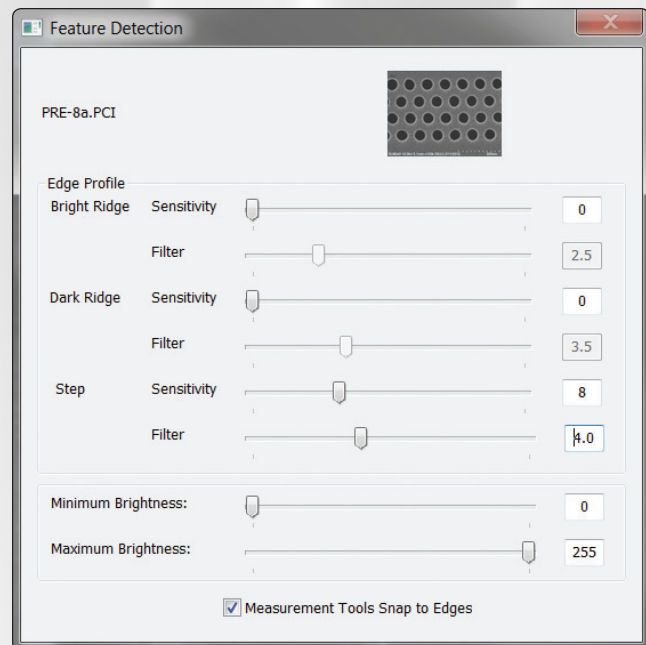 Feature Detection
PRE-8a.PCI
Edge Profile
Bright Ridge Sensitivity 0
Filter 2.5
Dark Ridge Sensitivity 0
Filter 3.5
Step Sensitivity 8
Filter 4.0
Minimum Brightness: 0
Maximum Brightness: 255
Measurement Tools Snap to Edges